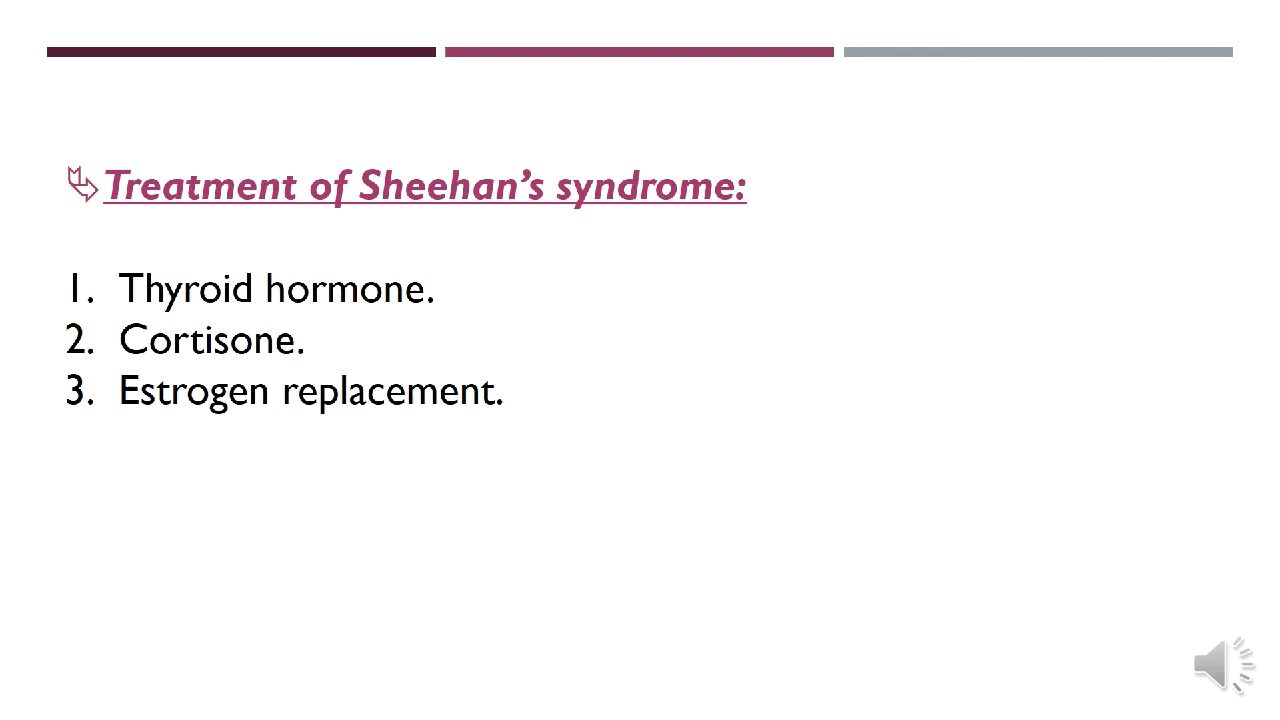 Treatment of Sheehan’s syndrome:
1. Thyroid hormone.
2. Cortisone.
3. Estrogen replacement.